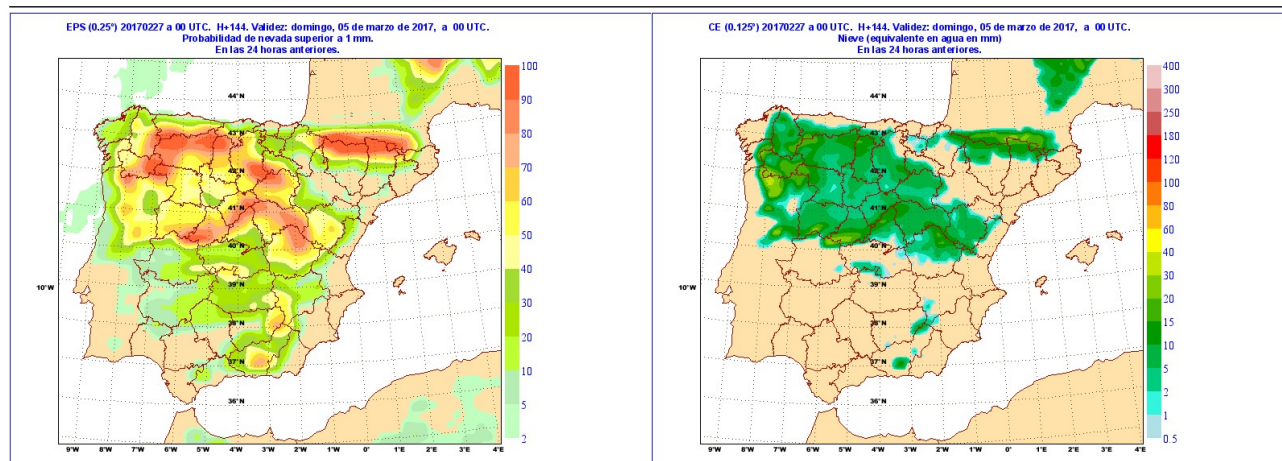 EPS (0.25º) 20170227 a 00 UTC. H+144. Validez: domingo, 05 de marzo de 2017, a 00 UTC.
Probabilidad de nevada superior a 1 mm.
En las 24 horas anteriores.
44°N
43°N
42°N
41°N
40°N
39°N
38°N
37°N
36°N
10°W
9°W 8°W 7°W 6°W 5°W 4°W 3°W 2°W 1°W 0° 1°E 2°E 3°E 4°E
100
90
80
70
60
50
40
30
20
10
5
2
CE (0.125º) 20170227 a 00 UTC. H+144. Validez: domingo, 05 de marzo de 2017, a 00 UTC.
Nieve (equivalente en agua en mm)
En las 24 horas anteriores.
44°N
43°N
42°N
41°N
40°N
39°N
38°N
37°N
36°N
10°W
9°W 8°W 7°W 6°W 5°W 4°W 3°W 2°W 1°W 0° 1°E 2°E 3°E 4°E
400
300
250
180
120
100
80
60
40
30
20
15
10
5
2
1
0.5